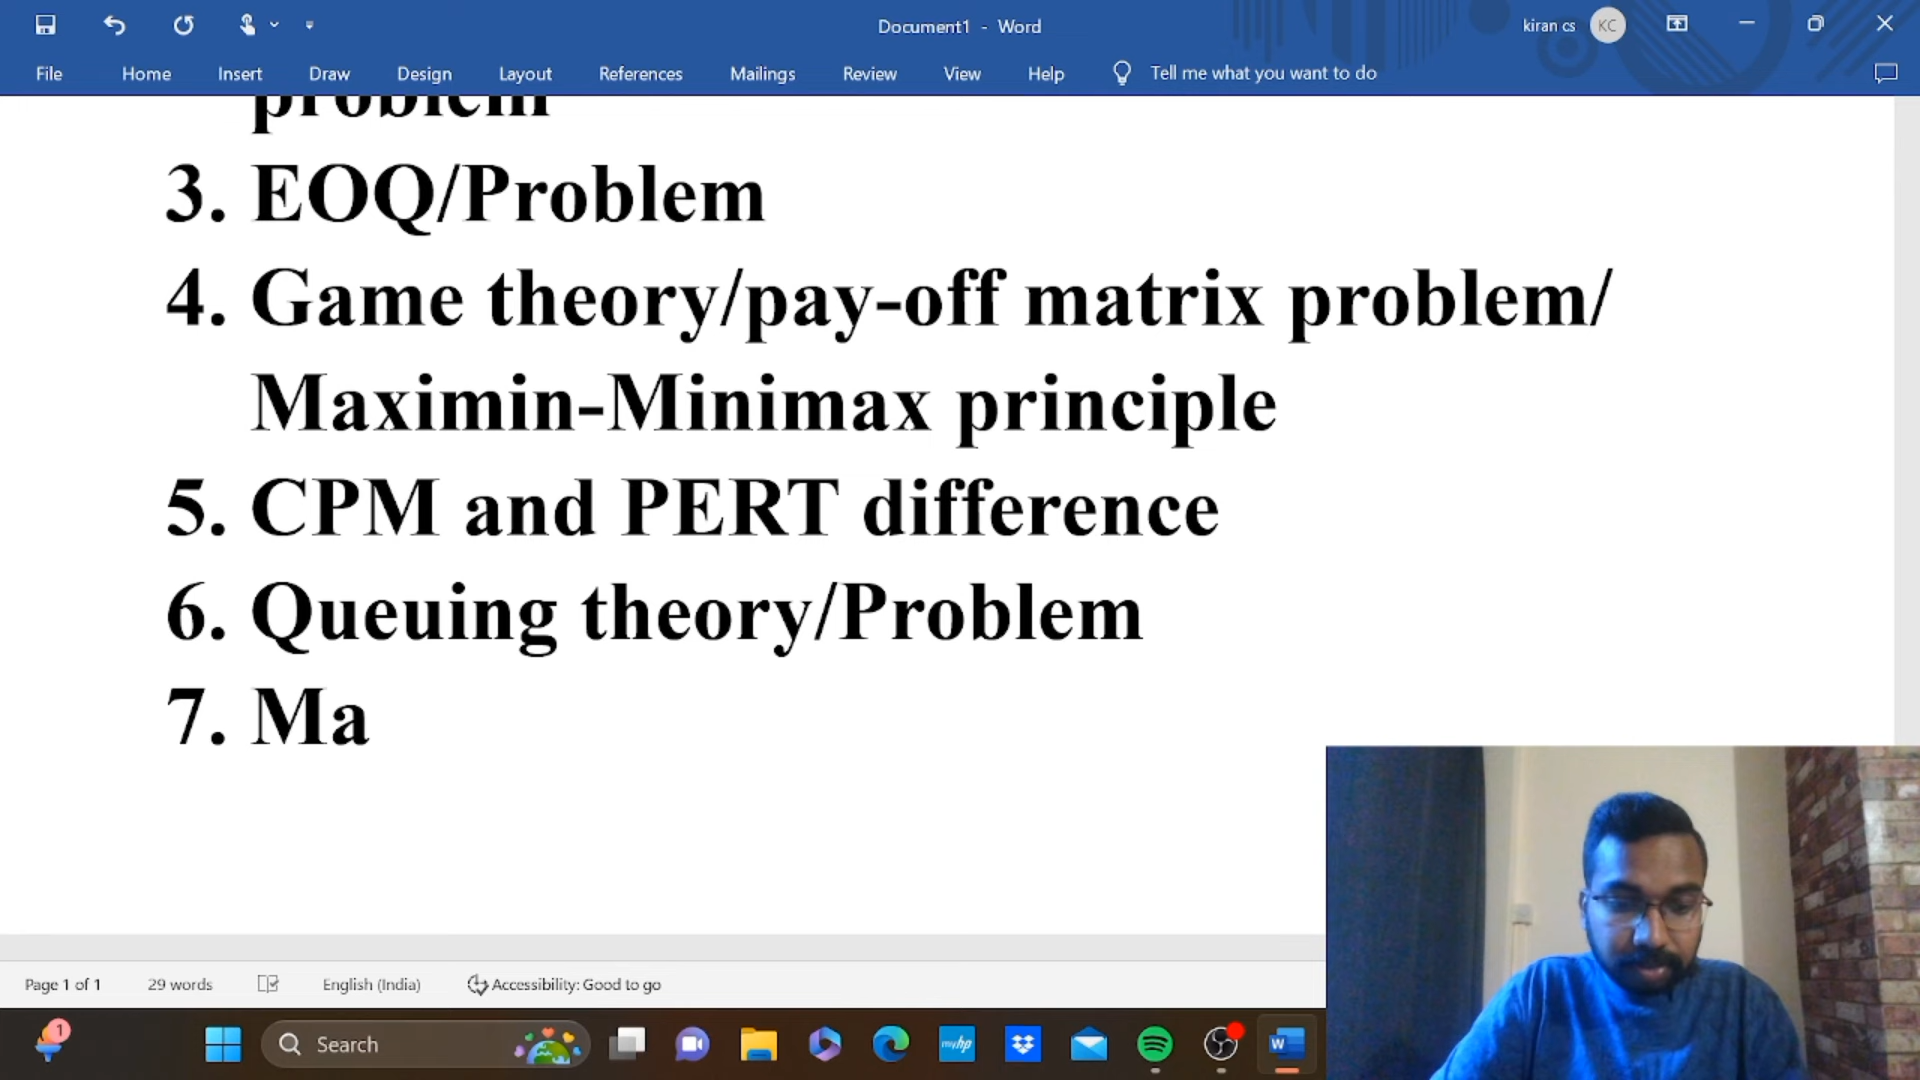 Document1 - Word
kiran cs
KC
File
Home
Insert
Draw
Design
Layout
References
Mailings
Review
View
Help
Tell me what you want to do
problem
3. EOQ/Problem
4. Game theory/pay-off matrix problem/
Maximin-Minimax principle
5. CPM and PERT difference
6. Queuing theory/Problem
7. Ma
Page 1 of 1
29 words
English (India)
Accessibility: Good to go
1
Search
myhp
W